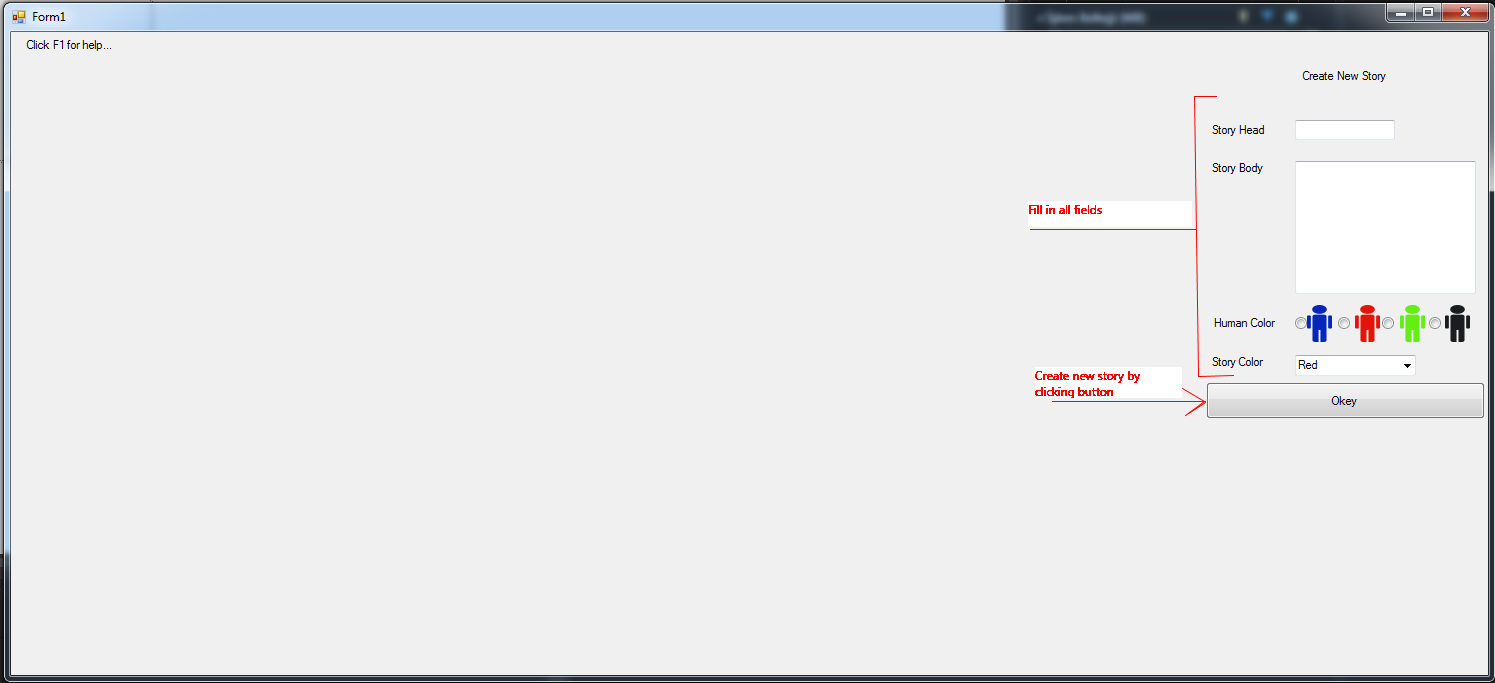 Form1
Click F1 for help...
Create New Story
Story Head
Story Body
Fill in all fields
Human Color
Story Color
Red
Create new story by
clicking button
Okey